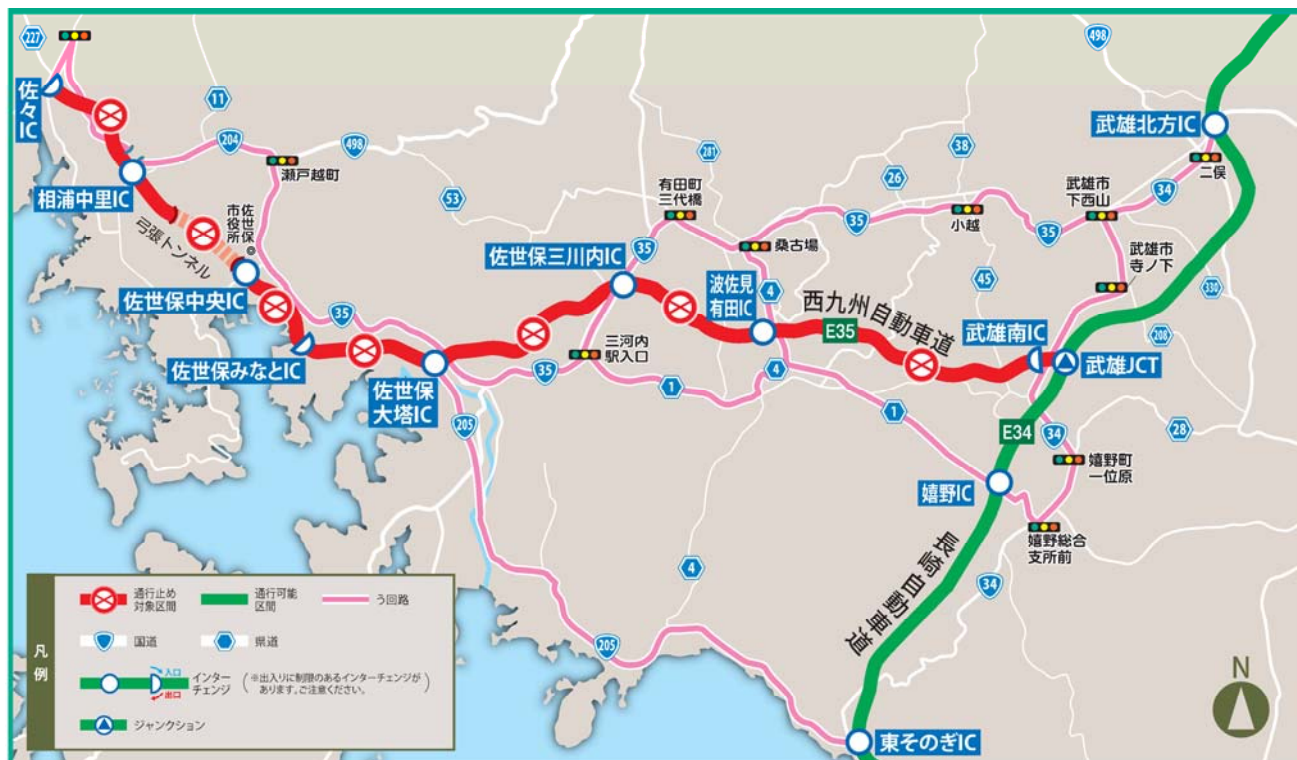 227
498
佐々
IC
11
204
498
瀬戸越町
281
38
武雄北方IC
26
二俣
相浦中里IC
53
有田町
三代橋
武雄市
下西山
34
佐世保
市役所
弓張トンネル
35
小越
35
桑古場
佐世保三川内IC
35
波佐見
有田IC
4
45
武雄市
寺ノ下
330
佐世保中央IC
西九州自動車道
E35
武雄南IC
208
35
佐世保みなとIC
三河内
駅入口
武雄JCT
佐世保
大塔IC
35
1
4
1
205
E34
34
28
嬉野町
一位原
嬉野IC
嬉野総合
支所前
長崎自動車道
4
34
205
東そのぎIC
N
凡例
通行止め
対象区間
通行可能
区間
う回路
国道
県道
入口
出口
インター
チェンジ
(※出入りに制限のあるインターチェンジが
あります。ご注意ください。)
ジャンクション